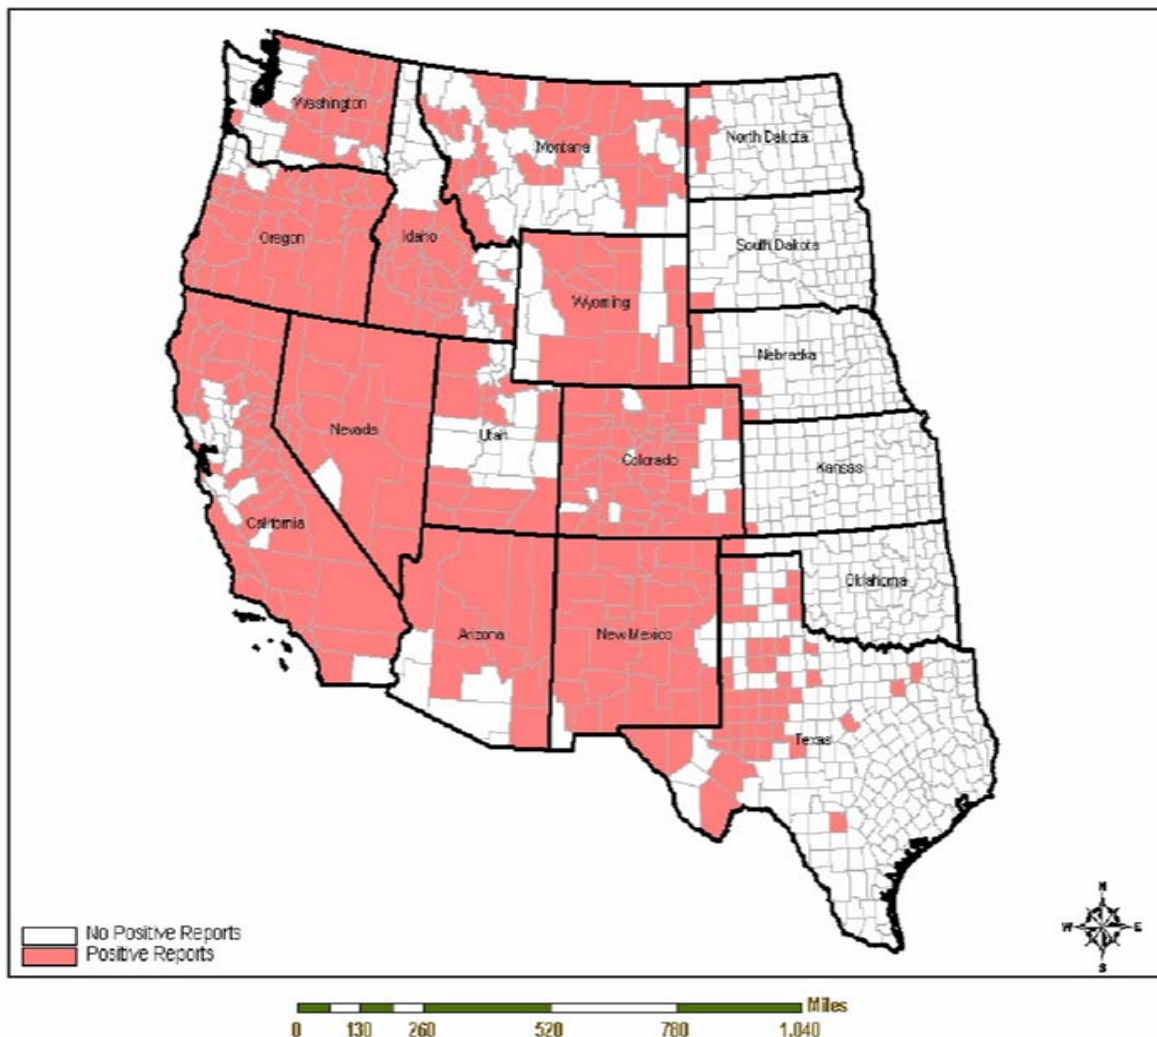 Washington
Montana
North Dakota
Oregon
Idaho
South Dakota
Wyoming
Nebraska
Nevada
Utah
Colorado
Kansas
California
Oklahoma
Arizona
New Mexico
Texas
No Positive Reports
Positive Reports
N
W E
S
Miles
0 130 260 520 780 1,040